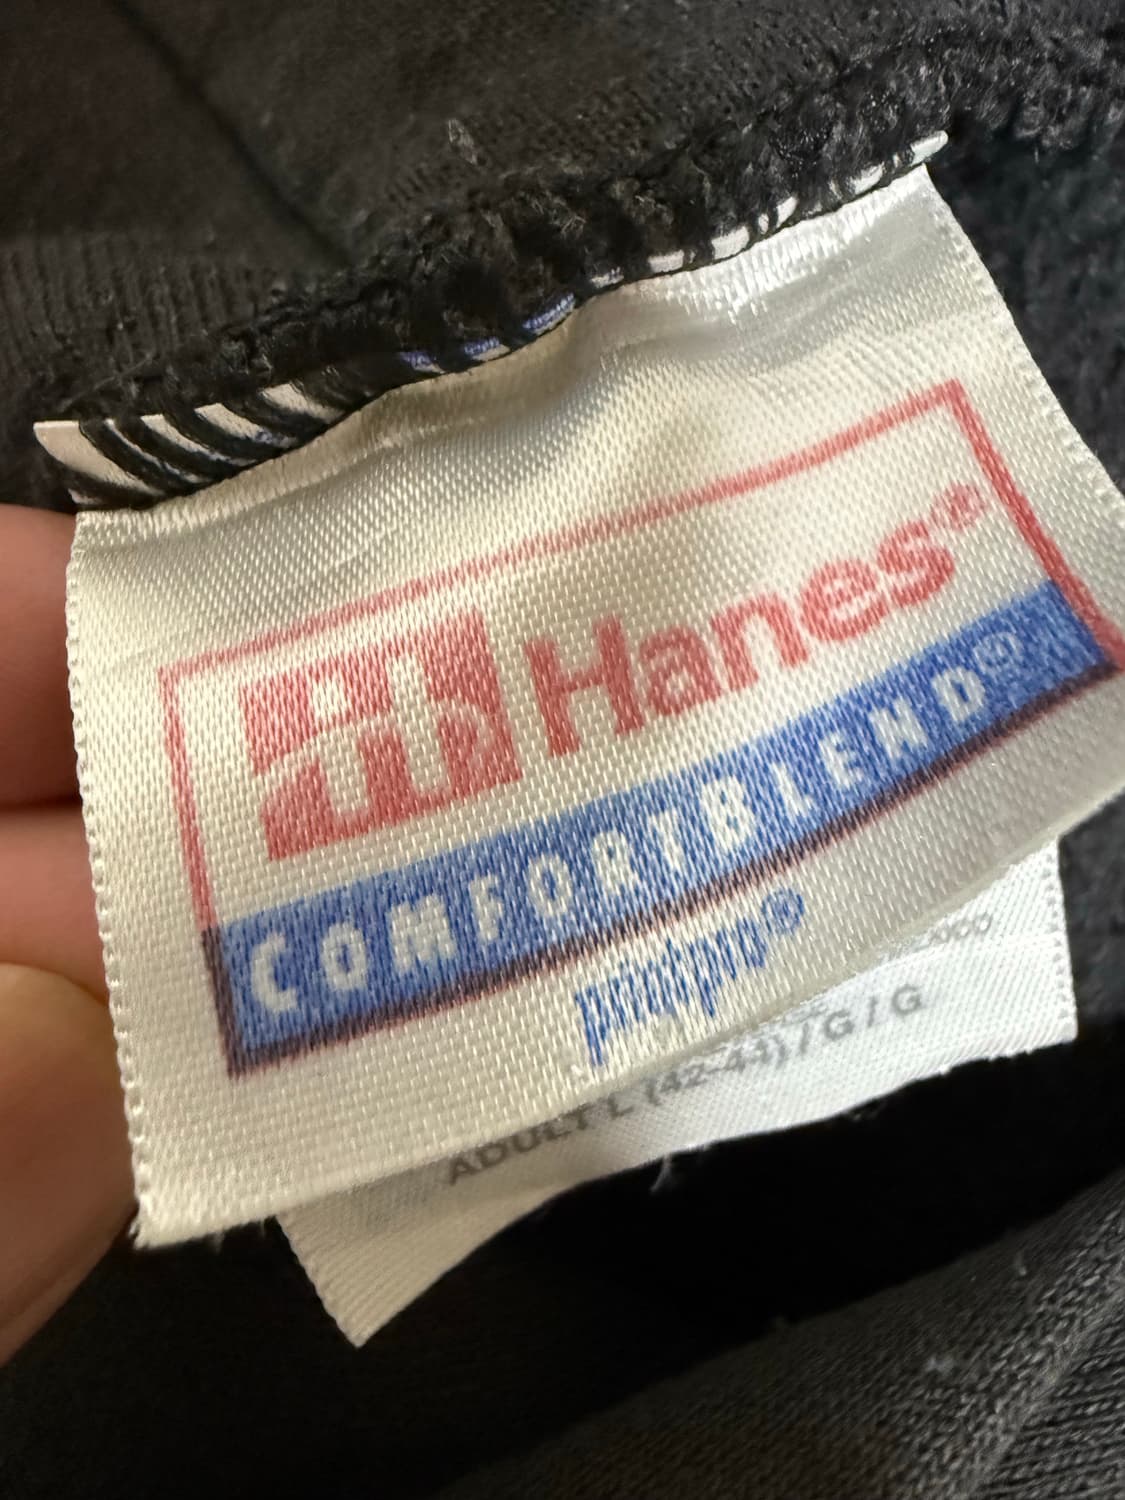 Hanes®
COMFORTBLEND®
printpro®
ADULT L (42-44) / G / G